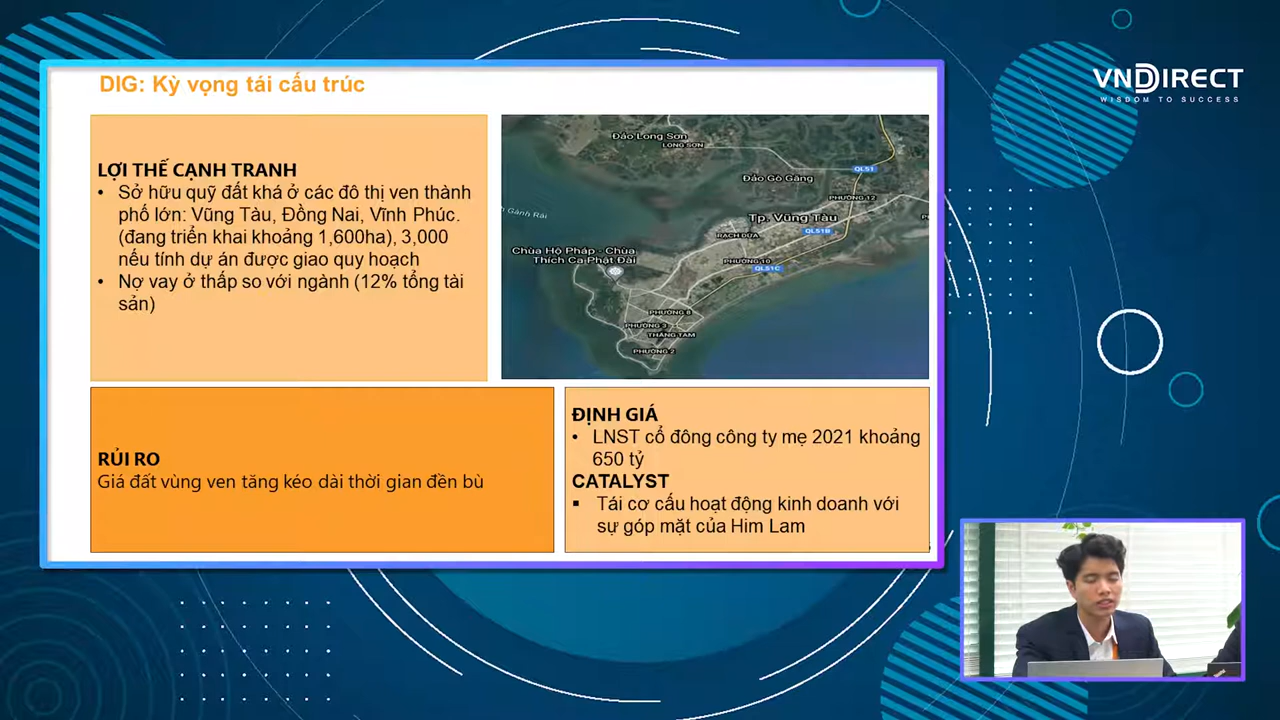 DIG: Kỳ vọng tái cấu trúc
VNDIRECT
WISDOM TO SUCCESS
LỢI THẾ CẠNH TRANH
• Sở hữu quỹ đất khá ở các đô thị ven thành
phố lớn: Vũng Tàu, Đồng Nai, Vĩnh Phúc.
(đang triển khai khoảng 1,600ha), 3,000
nếu tính dự án được giao quy hoạch
• Nợ vay ở thấp so với ngành (12% tổng tài
sản)
Đảo Long Sơn
LONG SƠN
QL51
Đảo Gò Găng
PHƯỜNG 12
Gành Rái
Tp. Vũng Tàu
QL51B
RẠCH DỪA
Chùa Hộ Pháp - Chùa
Thích Ca Phật Đài
PHƯỜNG 10
QL51C
PHƯỜNG 8
PHƯỜNG 3
THẮNG TAM
PHƯỜNG 2
RỦI RO
Giá đất vùng ven tăng kéo dài thời gian đền bù
ĐỊNH GIÁ
• LNST cổ đông công ty mẹ 2021 khoảng
650 tỷ
CATALYST
▪ Tái cơ cấu hoạt động kinh doanh với
sự góp mặt của Him Lam